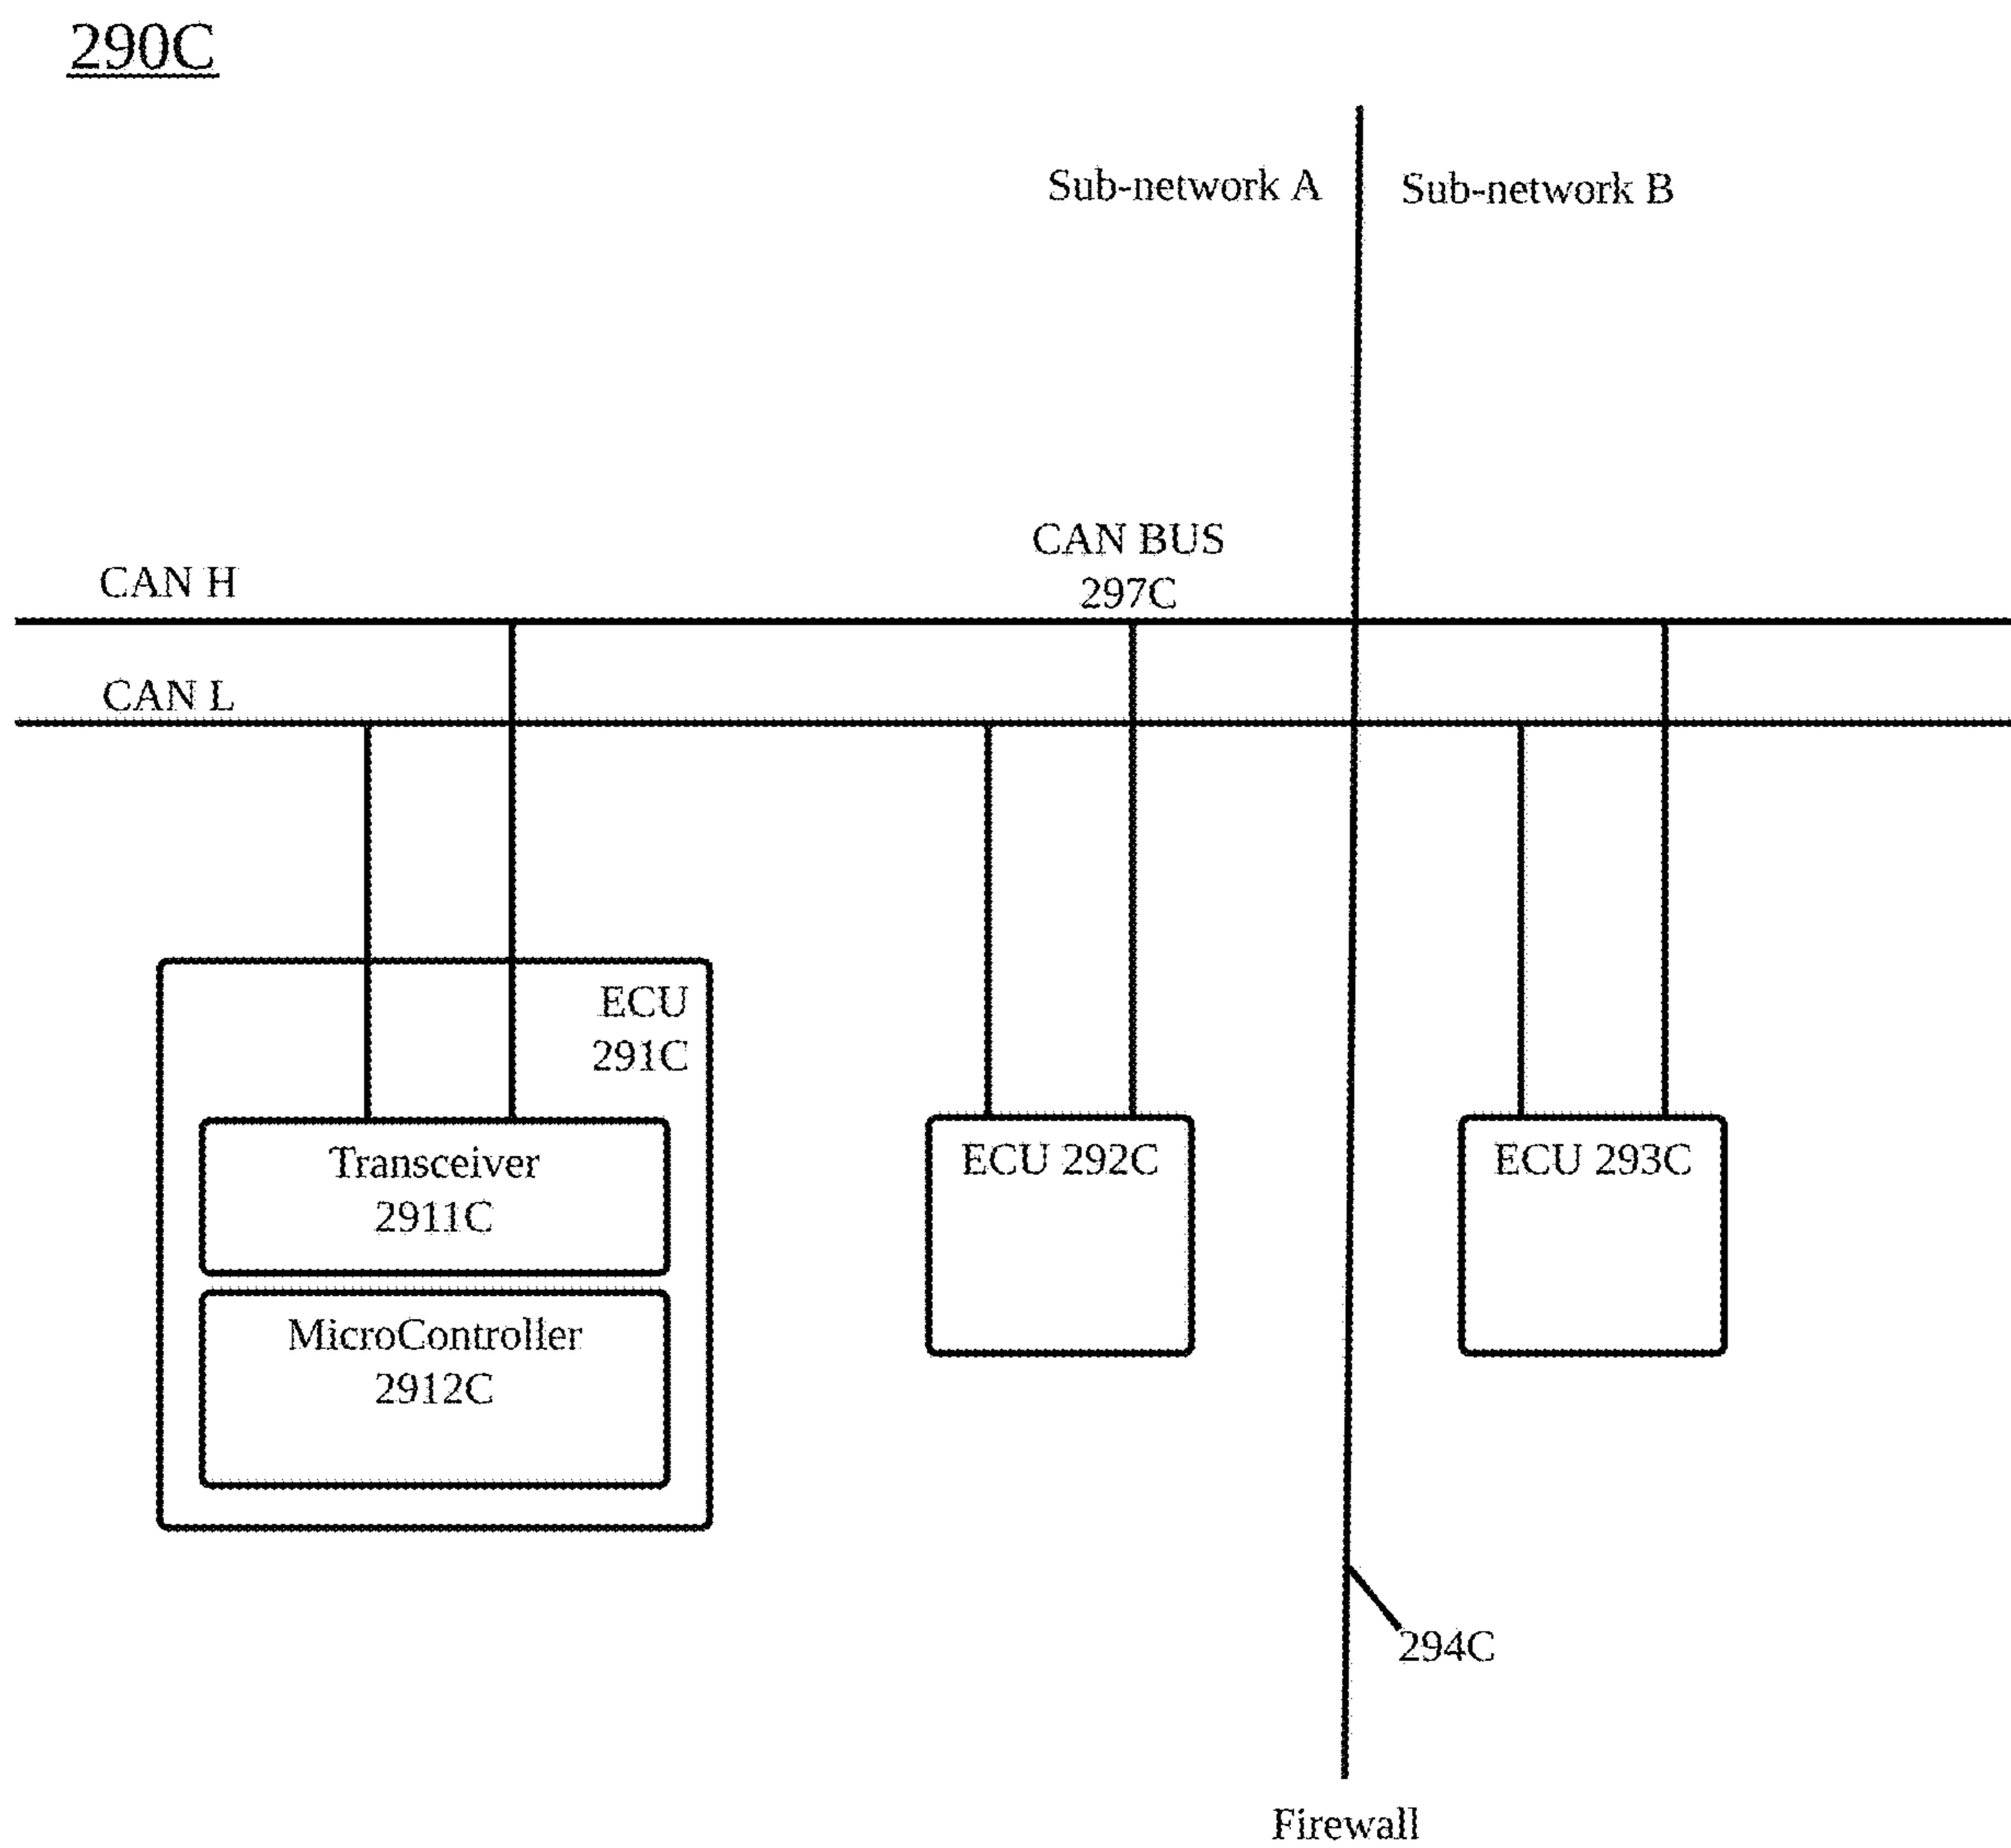 290C
Sub-network A
Sub-network B
CAN BUS
297C
CAN H
CAN L
ECU
291C
Transceiver
2911C
MicroController
2912C
ECU 292C
ECU 293C
294C
Firewall